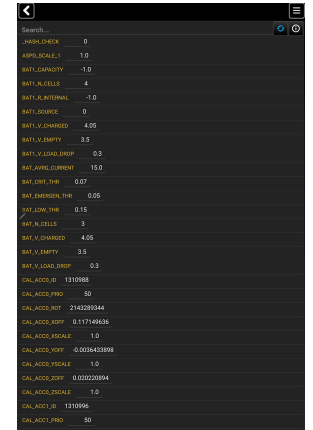 Search...
_HASH_CHECK 0
ASPD_SCALE_1 1.0
BAT1_CAPACITY -1.0
BAT1_N_CELLS 4
BAT1_R_INTERNAL -1.0
BAT1_SOURCE 0
BAT1_V_CHARGED 4.05
BAT1_V_EMPTY 3.5
BAT1_V_LOAD_DROP 0.3
BAT_AVRG_CURRENT 15.0
BAT_CRIT_THR 0.07
BAT_EMERGEN_THR 0.05
BAT_LOW_THR 0.15
BAT_N_CELLS 3
BAT_V_CHARGED 4.05
BAT_V_EMPTY 3.5
BAT_V_LOAD_DROP 0.3
CAL_ACC0_ID 1310988
CAL_ACC0_PRIO 50
CAL_ACC0_ROT 2143289344
CAL_ACC0_XOFF 0.117149636
CAL_ACC0_XSCALE 1.0
CAL_ACC0_YOFF -0.0036433898
CAL_ACC0_YSCALE 1.0
CAL_ACC0_ZOFF 0.020220894
CAL_ACC0_ZSCALE 1.0
CAL_ACC1_ID 1310996
CAL_ACC1_PRIO 50